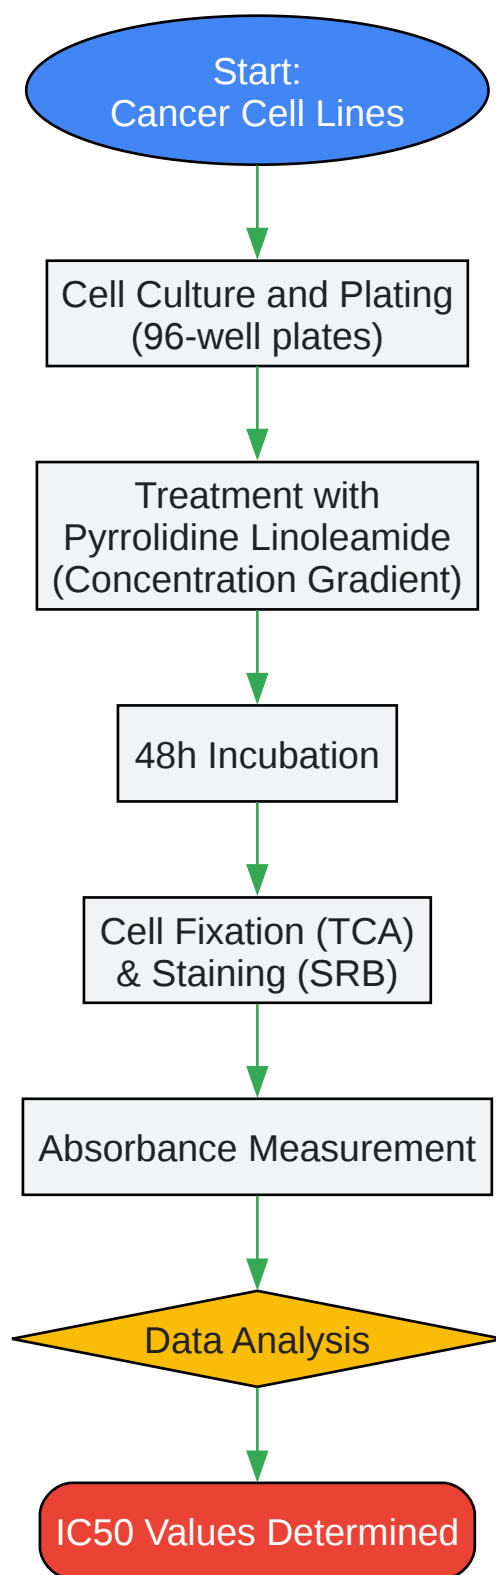 Start:
Cancer Cell Lines
Cell Culture and Plating
(96-well plates)
Treatment with
Pyrrolidine Linoleamide
(Concentration Gradient)
48h Incubation
Cell Fixation (TCA)
& Staining (SRB)
Absorbance Measurement
Data Analysis
IC50 Values Determined